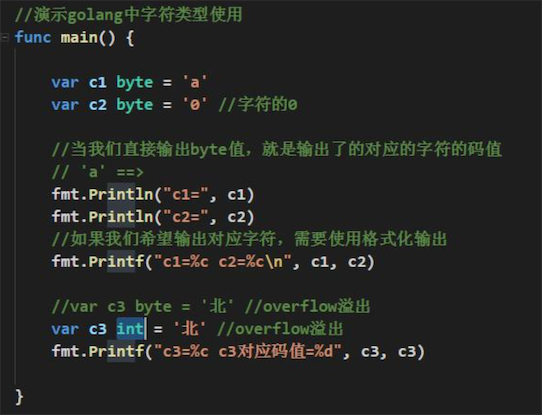 //演示golang中字符类型使用
func main() {
var c1 byte = 'a'
var c2 byte = '0' //字符的0
//当我们直接输出byte值，就是输出了的对应的字符的码值
// 'a' ==>
fmt.Println("c1=", c1)
fmt.Println("c2=", c2)
//如果我们希望输出对应字符，需要使用格式化输出
fmt.Printf("c1=%c c2=%c\n", c1, c2)
//var c3 byte = '北' //overflow溢出
var c3 int = '北' //overflow溢出
fmt.Printf("c3=%c c3对应码值=%d", c3, c3)
}